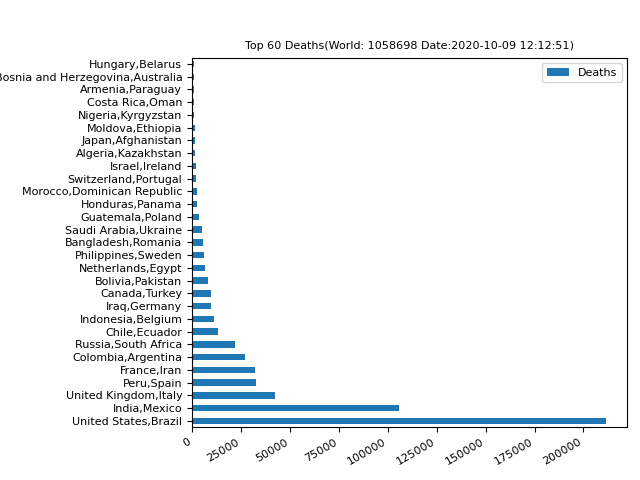 Top 60 Deaths(World: 1058698 Date:2020-10-09 12:12:51)
Deaths
Hungary,Belarus
Bosnia and Herzegovina,Australia
Armenia,Paraguay
Costa Rica,Oman
Nigeria,Kyrgyzstan
Moldova,Ethiopia
Japan,Afghanistan
Algeria,Kazakhstan
Israel,Ireland
Switzerland,Portugal
Morocco,Dominican Republic
Honduras,Panama
Guatemala,Poland
Saudi Arabia,Ukraine
Bangladesh,Romania
Philippines,Sweden
Netherlands,Egypt
Bolivia,Pakistan
Canada,Turkey
Iraq,Germany
Indonesia,Belgium
Chile,Ecuador
Russia,South Africa
Colombia,Argentina
France,Iran
Peru,Spain
United Kingdom,Italy
India,Mexico
United States,Brazil
0 25000 50000 75000 100000 125000 150000 175000 200000